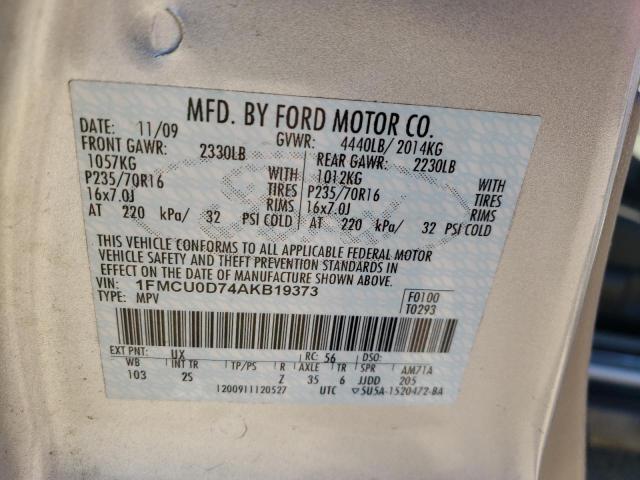 MFD. BY FORD MOTOR CO.
DATE: 11/09 GVWR: 4440LB/2014KG
FRONT GAWR: 2330LB REAR GAWR: 2230LB
1057KG WITH 1012KG WITH
P235/70R16 TIRES P235/70R16 TIRES
16x7.0J RIMS 16x7.0J RIMS
AT 220 kPa/ 32 PSI COLD AT 220 kPa/ 32 PSI COLD
THIS VEHICLE CONFORMS TO ALL APPLICABLE FEDERAL MOTOR
VEHICLE SAFETY AND THEFT PREVENTION STANDARDS IN
EFFECT ON THE DATE OF MANUFACTURE SHOWN ABOVE.
VIN: 1FMCU0D74AKB19373 F0100
TYPE: MPV T0293
EXT PNT: UX RC: 56 DSO:
WB INT TR TP/PS R AXLE TR SPR AM71A
103 2S Z 35 6 JJDD 205
1200911120527 UTC 5U5A-1520472-BA